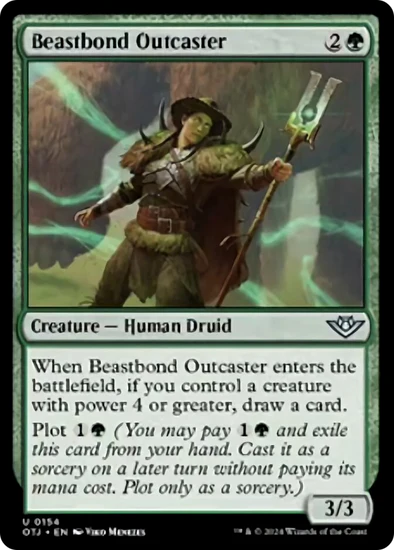 Beastbond Outcaster 2
Creature — Human Druid
When Beastbond Outcaster enters the
battlefield, if you control a creature
with power 4 or greater, draw a card.
Plot 1 (You may pay 1 and exile
this card from your hand. Cast it as a
sorcery on a later turn without paying its
mana cost. Plot only as a sorcery.)
3/3
U 0154
OTJ • EN Viko Menezes
™ & © 2024 Wizards of the Coast